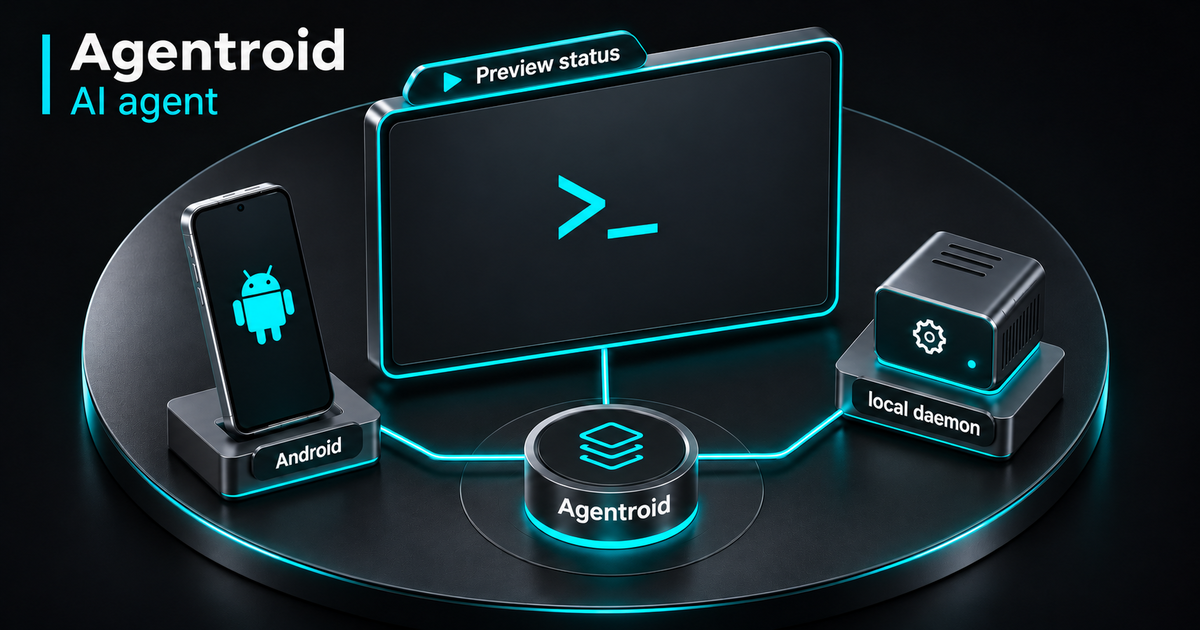 Agentroid
AI agent
Preview status
>_
Android
local daemon
Agentroid